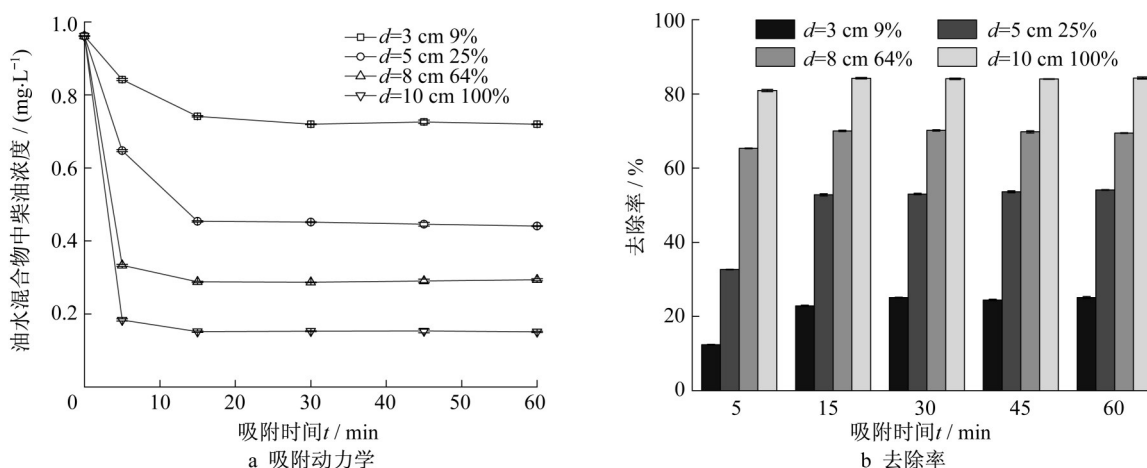 1.0
0.8
0.6
0.4
0.2
0
油水混合物中柴油浓度 / (mg·L⁻¹)
d=3 cm 9%
d=5 cm 25%
d=8 cm 64%
d=10 cm 100%
0 10 20 30 40 50 60
吸附时间t / min
a 吸附动力学
100
80
60
40
20
0
去除率 / %
d=3 cm 9% d=5 cm 25%
d=8 cm 64% d=10 cm 100%
5 15 30 45 60
吸附时间t / min
b 去除率